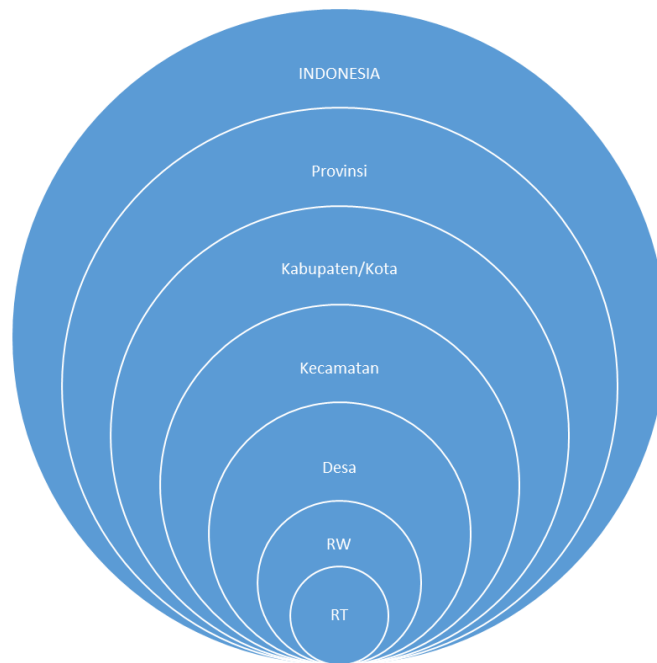 INDONESIA
Provinsi
Kabupaten/Kota
Kecamatan
Desa
RW
RT